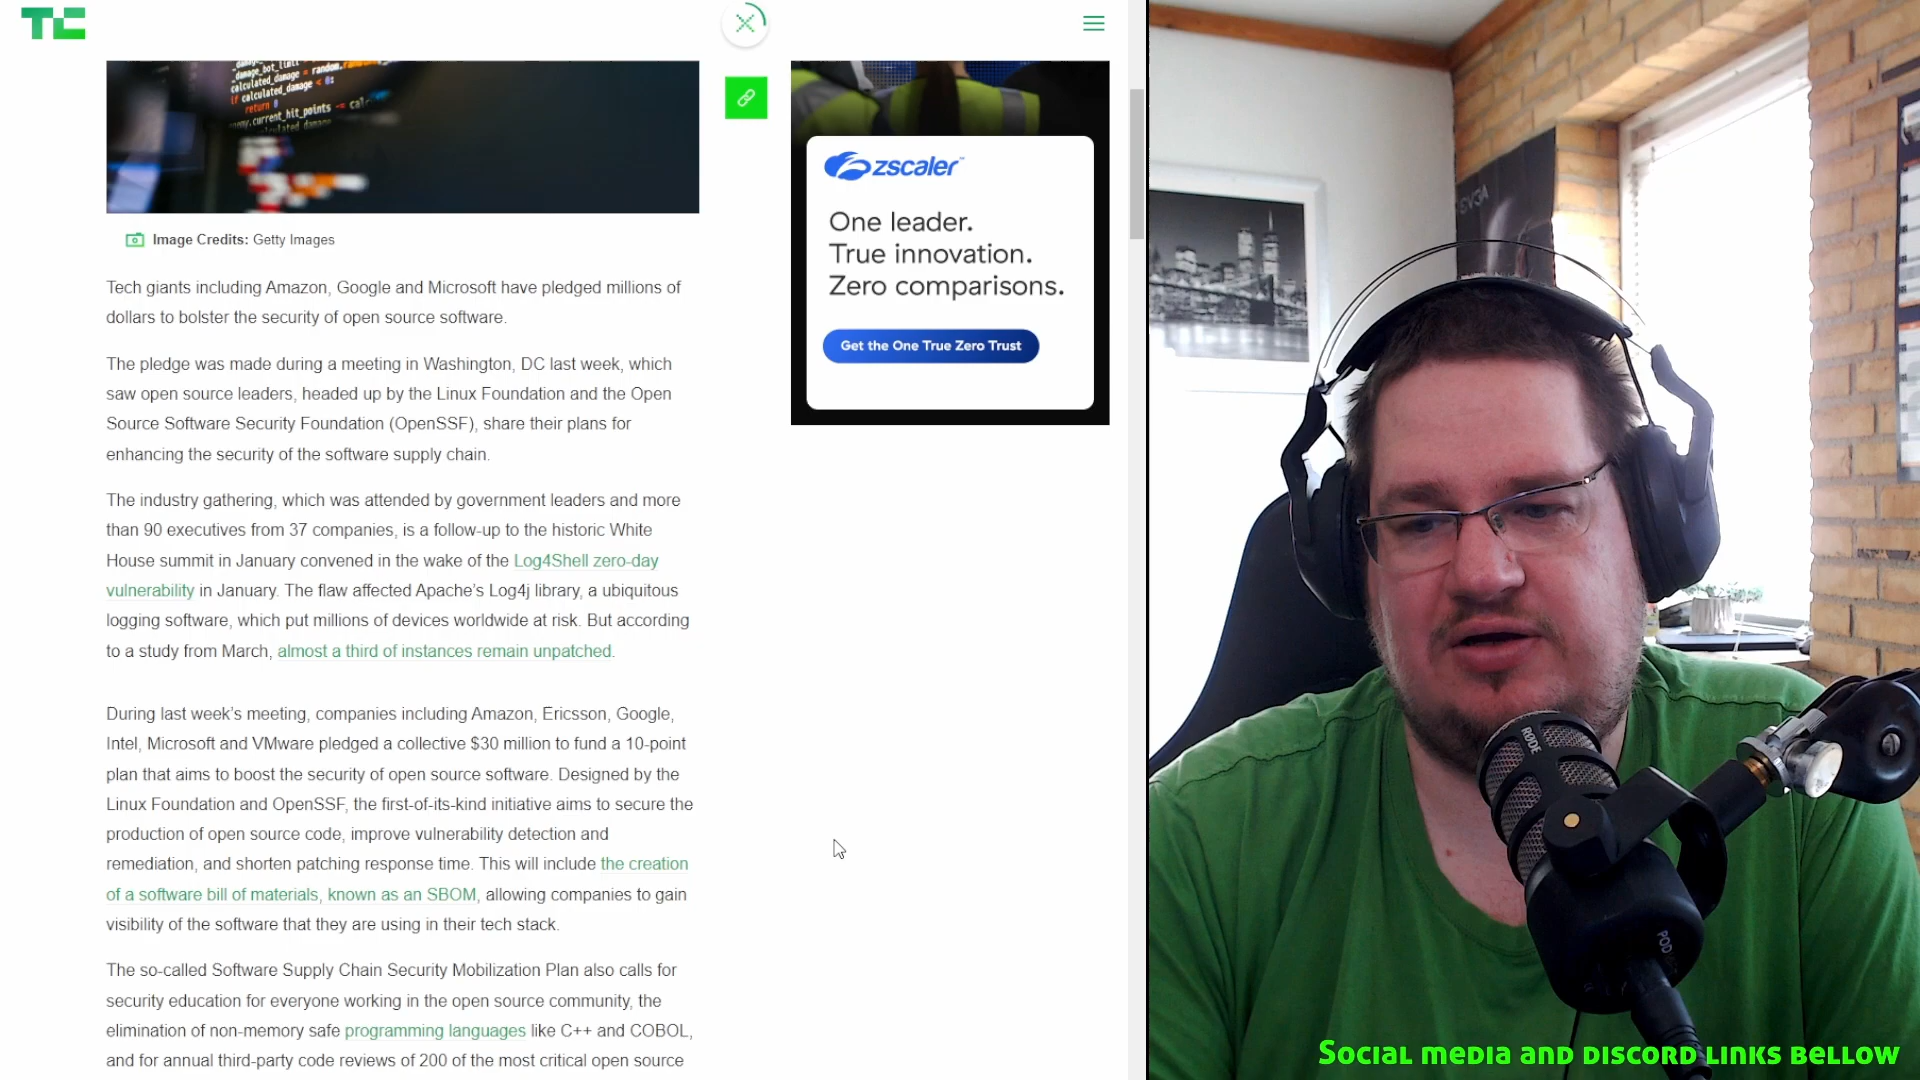 TC
calculated_damage = random.
if calculated_damage < 0:
return 0
.current_hit_points -= cal
Image Credits: Getty Images
Tech giants including Amazon, Google and Microsoft have pledged millions of
dollars to bolster the security of open source software.
The pledge was made during a meeting in Washington, DC last week, which
saw open source leaders, headed up by the Linux Foundation and the Open
Source Software Security Foundation (OpenSSF), share their plans for
enhancing the security of the software supply chain.
The industry gathering, which was attended by government leaders and more
than 90 executives from 37 companies, is a follow-up to the historic White
House summit in January convened in the wake of the Log4Shell zero-day
vulnerability in January. The flaw affected Apache’s Log4j library, a ubiquitous
logging software, which put millions of devices worldwide at risk. But according
to a study from March, almost a third of instances remain unpatched.
During last week’s meeting, companies including Amazon, Ericsson, Google,
Intel, Microsoft and VMware pledged a collective $30 million to fund a 10-point
plan that aims to boost the security of open source software. Designed by the
Linux Foundation and OpenSSF, the first-of-its-kind initiative aims to secure the
production of open source code, improve vulnerability detection and
remediation, and shorten patching response time. This will include the creation
of a software bill of materials, known as an SBOM, allowing companies to gain
visibility of the software that they are using in their tech stack.
The so-called Software Supply Chain Security Mobilization Plan also calls for
security education for everyone working in the open source community, the
elimination of non-memory safe programming languages like C++ and COBOL,
and for annual third-party code reviews of 200 of the most critical open source
zscaler™
One leader.
True innovation.
Zero comparisons.
Get the One True Zero Trust
EVGA
RØDE
POD
Social media and discord links bellow